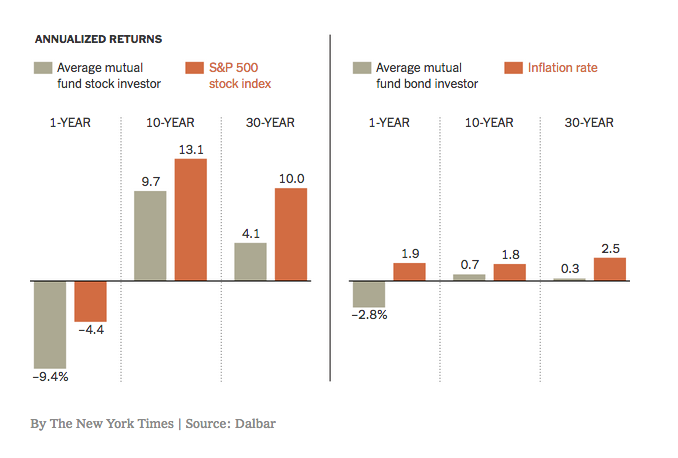 ANNUALIZED RETURNS
Average mutual
fund stock investor
S&P 500
stock index
1-YEAR 10-YEAR 30-YEAR
13.1
9.7
10.0
4.1
–4.4
–9.4%
Average mutual
fund bond investor
Inflation rate
1-YEAR 10-YEAR 30-YEAR
1.9
0.7
1.8
0.3
2.5
–2.8%
By The New York Times | Source: Dalbar